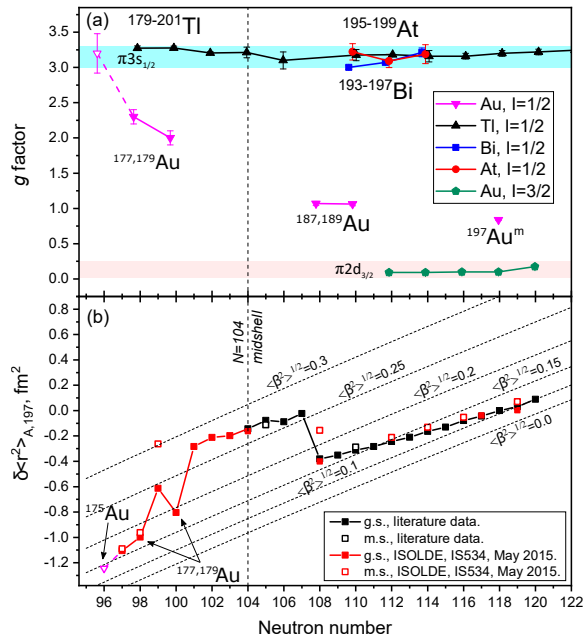 (a)
179-201Tl
195-199At
3.5
3.0
2.5
2.0
1.5
1.0
0.5
0.0
g factor
π3s1/2
193-197Bi
177,179Au
187,189Au
197Aum
π2d3/2
Au, I=1/2
Tl, I=1/2
Bi, I=1/2
At, I=1/2
Au, I=3/2
(b)
0.8
0.6
0.4
0.2
0.0
-0.2
-0.4
-0.6
-0.8
-1.0
-1.2
δ<r2>A,197, fm2
N=104
midshell
<β2>1/2=0.3
<β2>1/2=0.25
<β2>1/2=0.2
<β2>1/2=0.15
<β2>1/2=0.1
<β2>1/2=0.0
175Au
177,179Au
g.s., literature data.
m.s., literature data.
g.s., ISOLDE, IS534, May 2015.
m.s., ISOLDE, IS534, May 2015.
96 98 100 102 104 106 108 110 112 114 116 118 120 122
Neutron number